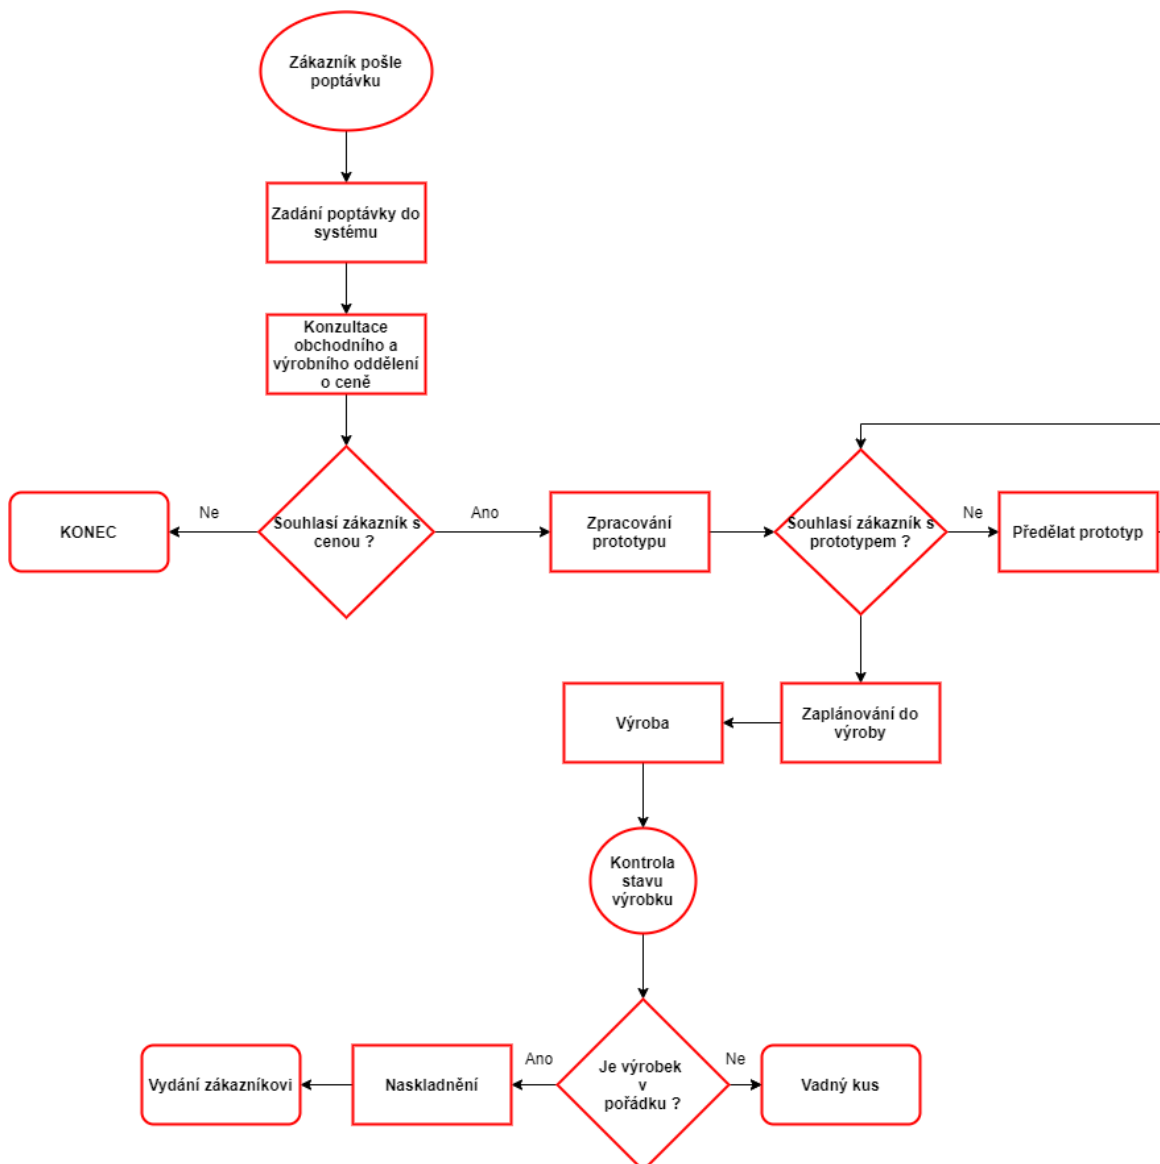 Zákazník pošle
poptávku
Zadání poptávky do
systému
Konzultace
obchodního a
výrobního oddělení
o ceně
KONEC
Ne
Souhlasí zákazník s
cenou ?
Ano
Zpracování
prototypu
Souhlasí zákazník s
prototypem ?
Ne
Předělat prototyp
Výroba
Zaplánování do
výroby
Kontrola
stavu
výrobku
Vydání zákazníkovi
Naskladnění
Ano
Je výrobek
v
pořádku ?
Ne
Vadný kus